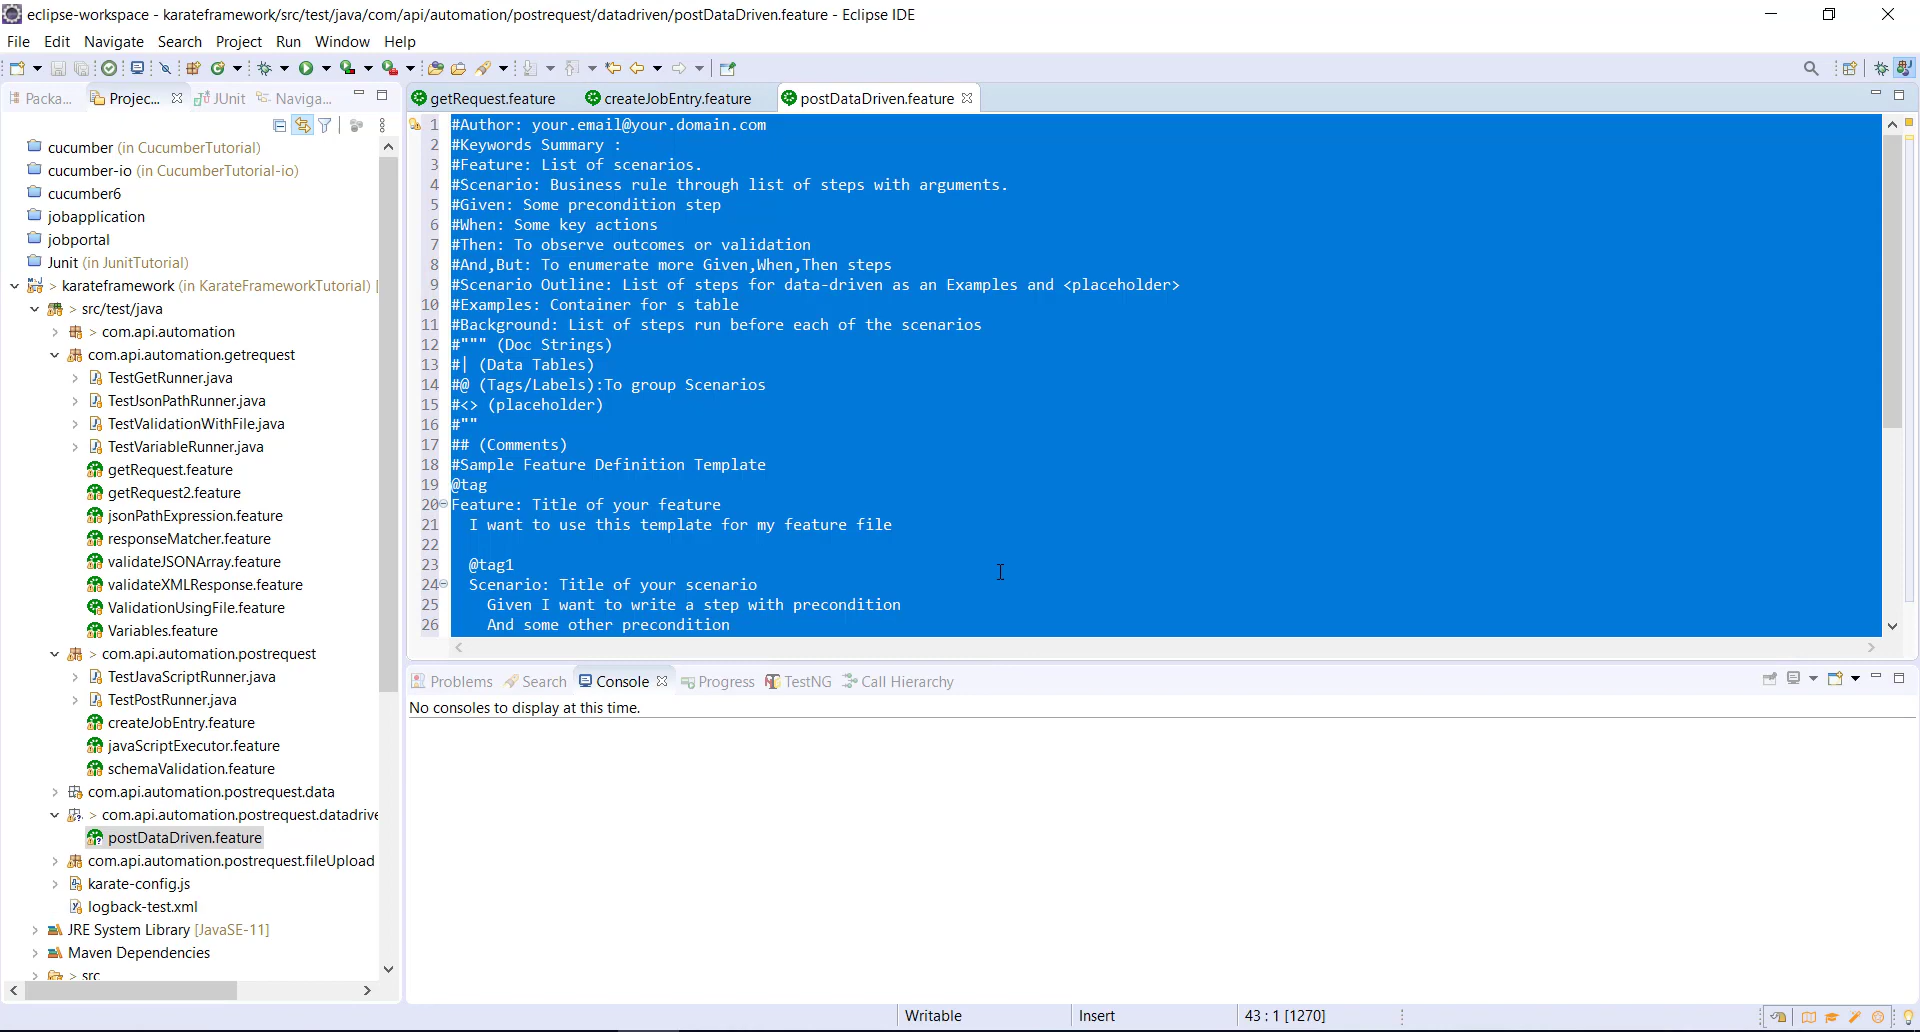 eclipse-workspace - karateframework/src/test/java/com/api/automation/postrequest/datadriven/postDataDriven.feature - Eclipse IDE
File Edit Navigate Search Project Run Window Help
Packa... Projec... JUnit Naviga...
getRequest.feature createJobEntry.feature postDataDriven.feature
cucumber (in CucumberTutorial)
cucumber-io (in CucumberTutorial-io)
cucumber6
jobapplication
jobportal
Junit (in JunitTutorial)
> karateframework (in KarateFrameworkTutorial) [
> src/test/java
> com.api.automation
com.api.automation.getrequest
TestGetRunner.java
TestJsonPathRunner.java
TestValidationWithFile.java
TestVariableRunner.java
getRequest.feature
getRequest2.feature
jsonPathExpression.feature
responseMatcher.feature
validateJSONArray.feature
validateXMLResponse.feature
ValidationUsingFile.feature
Variables.feature
> com.api.automation.postrequest
TestJavaScriptRunner.java
TestPostRunner.java
createJobEntry.feature
javaScriptExecutor.feature
schemaValidation.feature
com.api.automation.postrequest.data
> com.api.automation.postrequest.datadrive
postDataDriven.feature
com.api.automation.postrequest.fileUpload
karate-config.js
logback-test.xml
JRE System Library [JavaSE-11]
Maven Dependencies
> src
1 #Author: your.email@your.domain.com
2 #Keywords Summary :
3 #Feature: List of scenarios.
4 #Scenario: Business rule through list of steps with arguments.
5 #Given: Some precondition step
6 #When: Some key actions
7 #Then: To observe outcomes or validation
8 #And,But: To enumerate more Given,When,Then steps
9 #Scenario Outline: List of steps for data-driven as an Examples and <placeholder>
10 #Examples: Container for s table
11 #Background: List of steps run before each of the scenarios
12 #""" (Doc Strings)
13 #| (Data Tables)
14 #@ (Tags/Labels):To group Scenarios
15 #<> (placeholder)
16 #""
17 ## (Comments)
18 #Sample Feature Definition Template
19 @tag
20 Feature: Title of your feature
21 I want to use this template for my feature file
22
23 @tag1
24 Scenario: Title of your scenario
25 Given I want to write a step with precondition
26 And some other precondition
Problems Search Console Progress TestNG Call Hierarchy
No consoles to display at this time.
Writable Insert 43 : 1 [1270]